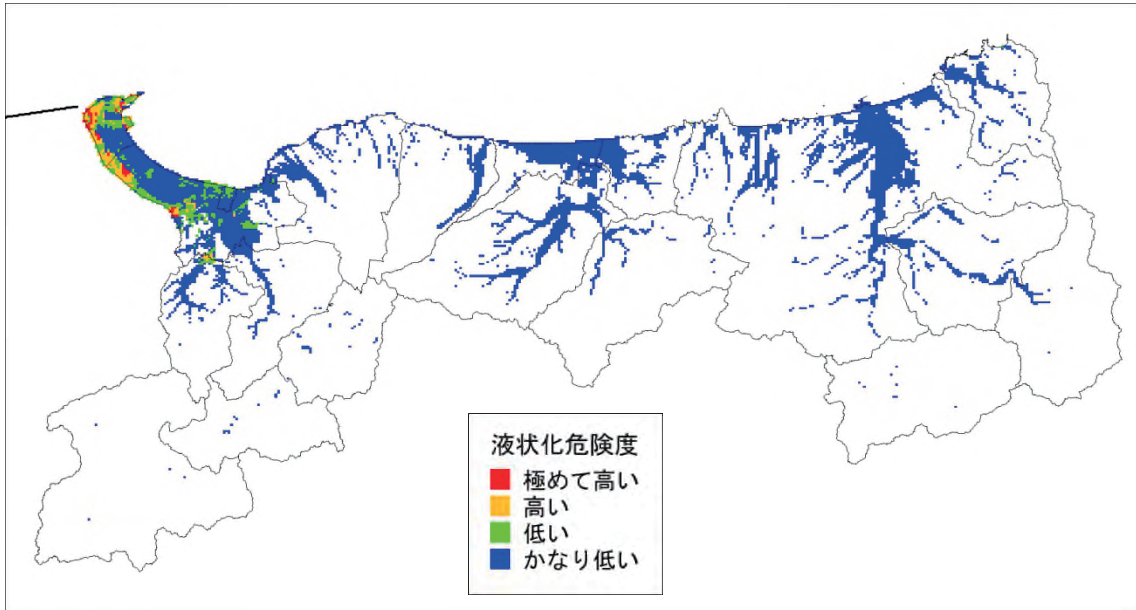 液状化危険度
極めて高い
高い
低い
かなり低い